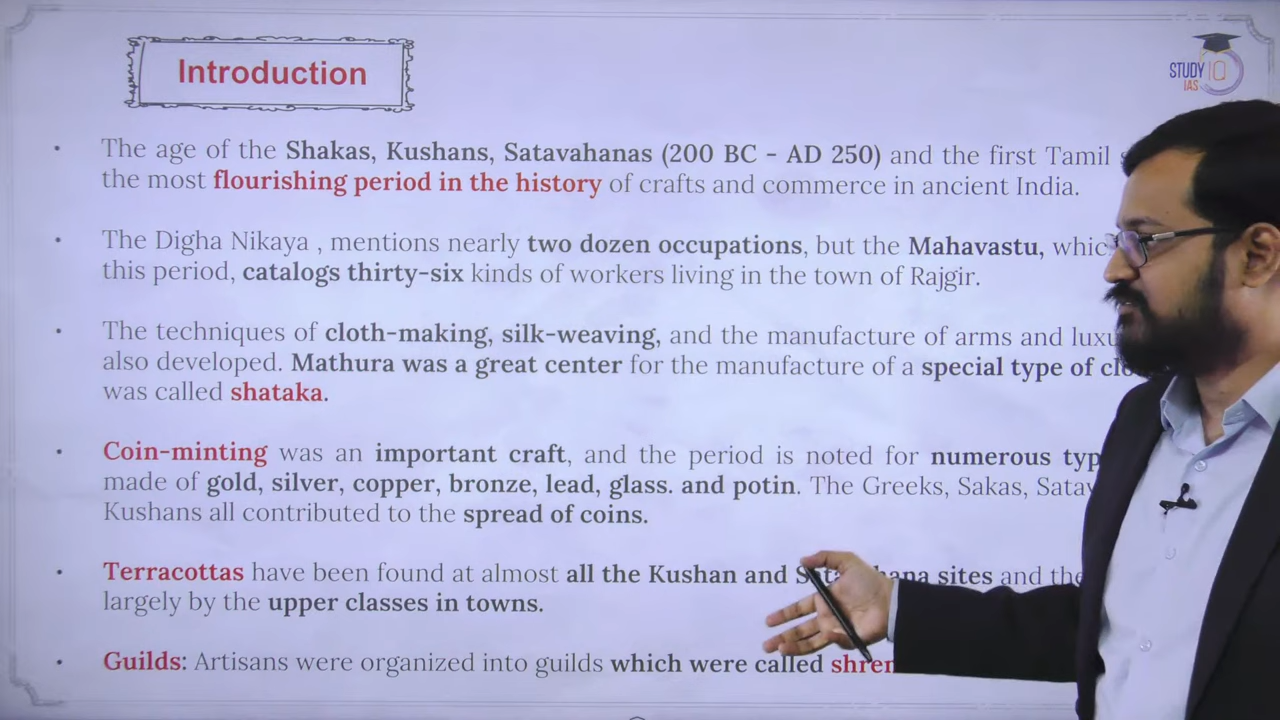 Introduction
STUDY IQ
IAS
• The age of the Shakas, Kushans, Satavahanas (200 BC - AD 250) and the first Tamil
the most flourishing period in the history of crafts and commerce in ancient India.
• The Digha Nikaya , mentions nearly two dozen occupations, but the Mahavastu,
this period, catalogs thirty-six kinds of workers living in the town of Rajgir.
• The techniques of cloth-making, silk-weaving, and the manufacture of arms and
also developed. Mathura was a great center for the manufacture of a special type of
was called shataka.
• Coin-minting was an important craft, and the period is noted for numerous
made of gold, silver, copper, bronze, lead, glass. and potin. The Greeks, Sakas,
Kushans all contributed to the spread of coins.
• Terracottas have been found at almost all the Kushan and sites and
largely by the upper classes in towns.
• Guilds: Artisans were organized into guilds which were called